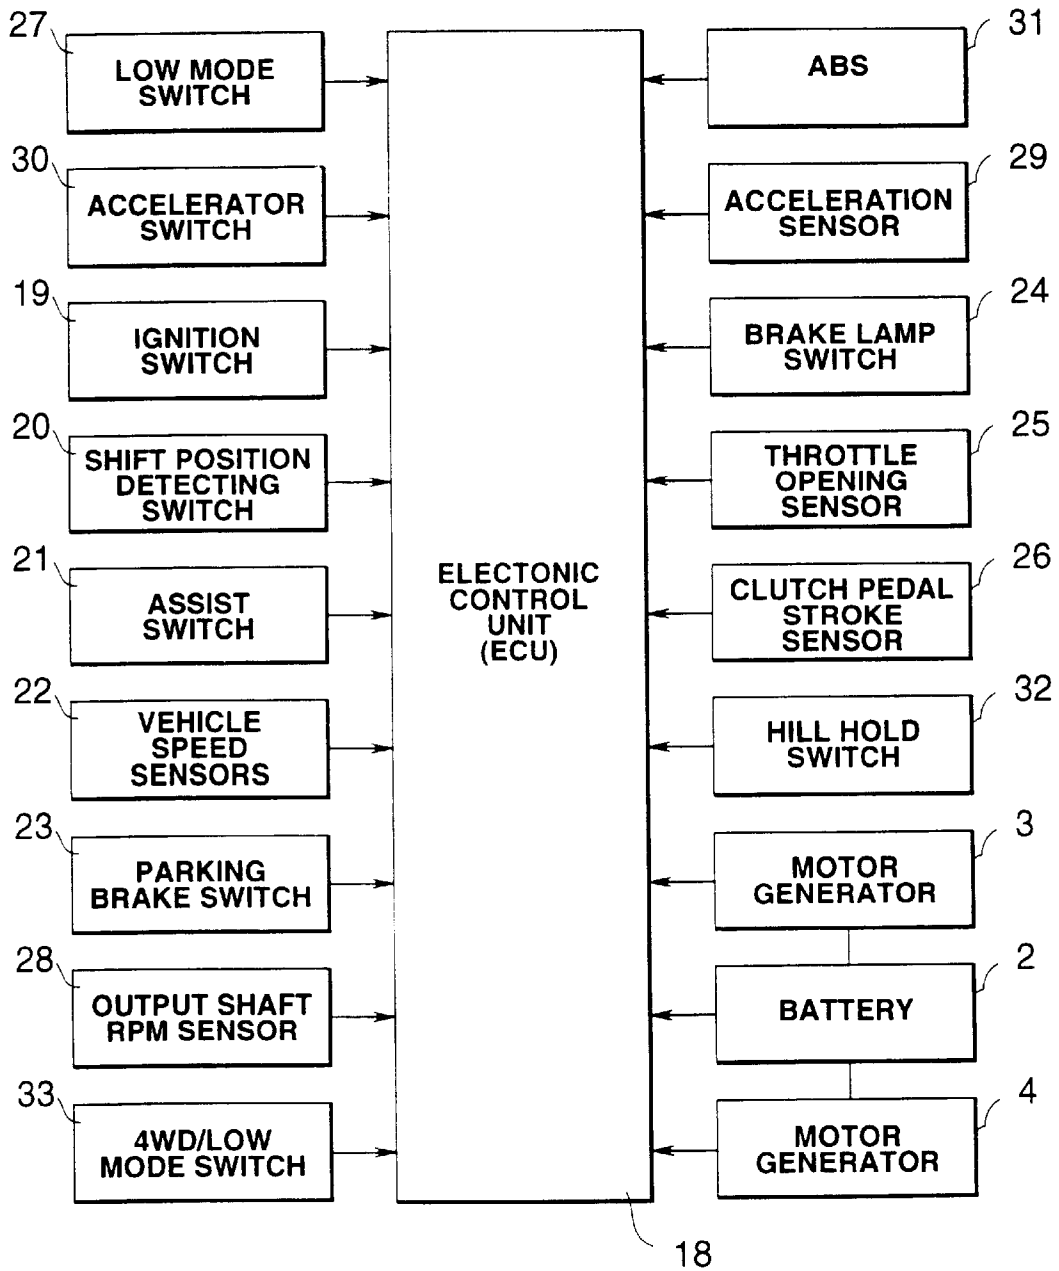 27
LOW MODE
SWITCH
30
ACCELERATOR
SWITCH
19
IGNITION
SWITCH
20
SHIFT POSITION
DETECTING
SWITCH
21
ASSIST
SWITCH
22
VEHICLE
SPEED
SENSORS
23
PARKING
BRAKE SWITCH
28
OUTPUT SHAFT
RPM SENSOR
33
4WD/LOW
MODE SWITCH
ELECTONIC
CONTROL
UNIT
(ECU)
18
31
ABS
29
ACCELERATION
SENSOR
24
BRAKE LAMP
SWITCH
25
THROTTLE
OPENING
SENSOR
26
CLUTCH PEDAL
STROKE
SENSOR
32
HILL HOLD
SWITCH
3
MOTOR
GENERATOR
2
BATTERY
4
MOTOR
GENERATOR